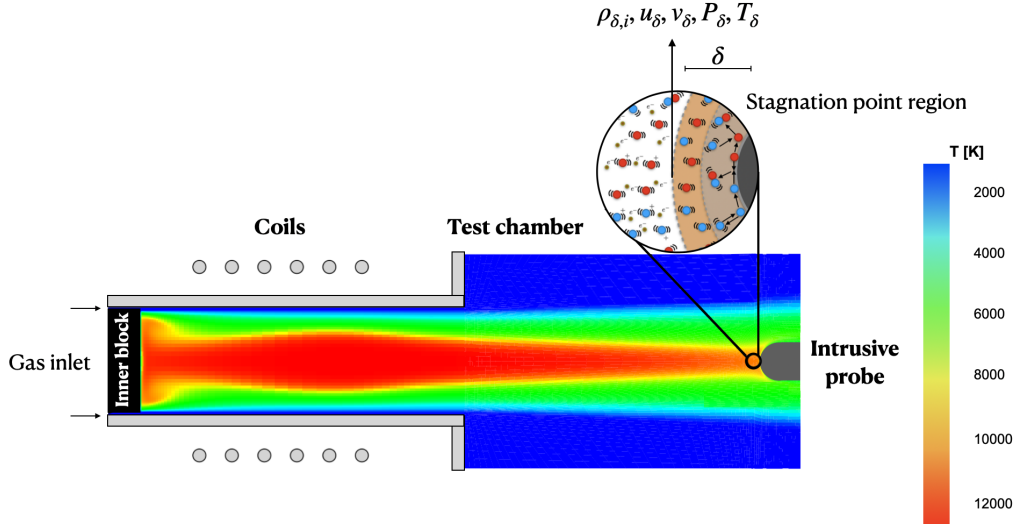 ρδ,i, uδ, vδ, Pδ, Tδ
δ
Stagnation point region
T [K]
2000
4000
6000
12000
8000
10000
12000
Coils
Test chamber
Gas inlet
Inner block
Intrusive
probe